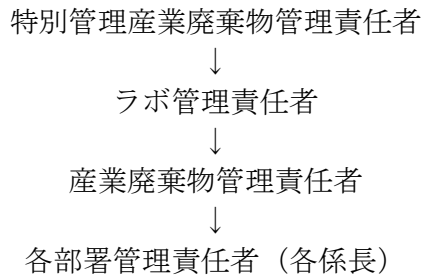 特別管理産業廃棄物管理責任者
↓
ラボ管理責任者
↓
産業廃棄物管理責任者
↓
各部署管理責任者（各係長）